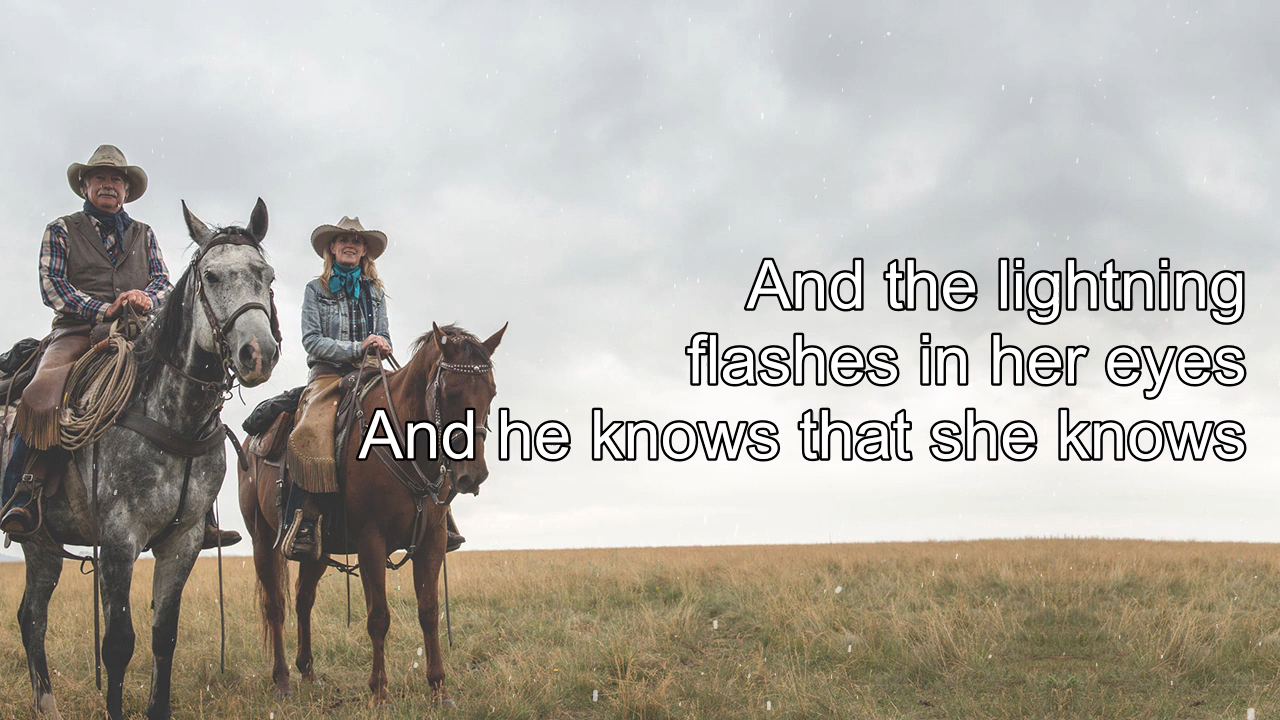 And the lightning
flashes in her eyes
And he knows that she knows